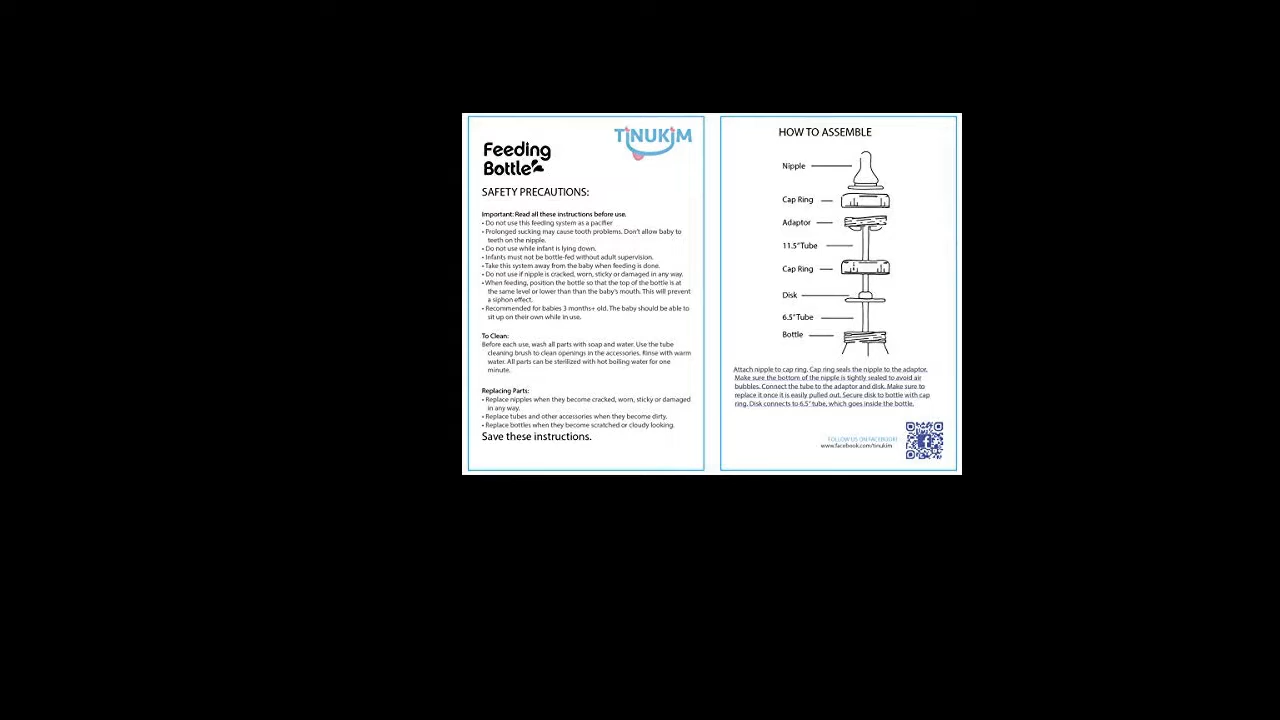 TiNUKiM
Feeding
Bottle
SAFETY PRECAUTIONS:
Important: Read all these instructions before use.
• Do not use this feeding system as a pacifier
• Prolonged sucking may cause tooth problems. Don't allow baby to
teeth on the nipple.
• Do not use while infant is lying down.
• Infants must not be bottle-fed without adult supervision.
• Take this system away from the baby when feeding is done.
• Do not use if nipple is cracked, worn, sticky or damaged in any way.
• When feeding, position the bottle so that the top of the bottle is at
the same level or lower than than the baby's mouth. This will prevent
a siphon effect.
• Recommended for babies 3 months+ old. The baby should be able to
sit up on their own while in use.
To Clean:
Before each use, wash all parts with soap and water. Use the tube
cleaning brush to clean openings in the accessories. Rinse with warm
water. All parts can be sterilized with hot boiling water for one
minute.
Replacing Parts:
• Replace nipples when they become cracked, worn, sticky or damaged
in any way.
• Replace tubes and other accessories when they become dirty.
• Replace bottles when they become scratched or cloudy looking.
Save these instructions.
HOW TO ASSEMBLE
Nipple
Cap Ring
Adaptor
11.5"Tube
Cap Ring
Disk
6.5"Tube
Bottle
Attach nipple to cap ring. Cap ring seals the nipple to the adaptor.
Make sure the bottom of the nipple is tightly sealed to avoid air
bubbles. Connect the tube to the adaptor and disk. Make sure to
replace it once it is easily pulled out. Secure disk to bottle with cap
ring. Disk connects to 6.5" tube, which goes inside the bottle.
FOLLOW US ON FACEBOOK!
www.facebook.com/tinukim
f